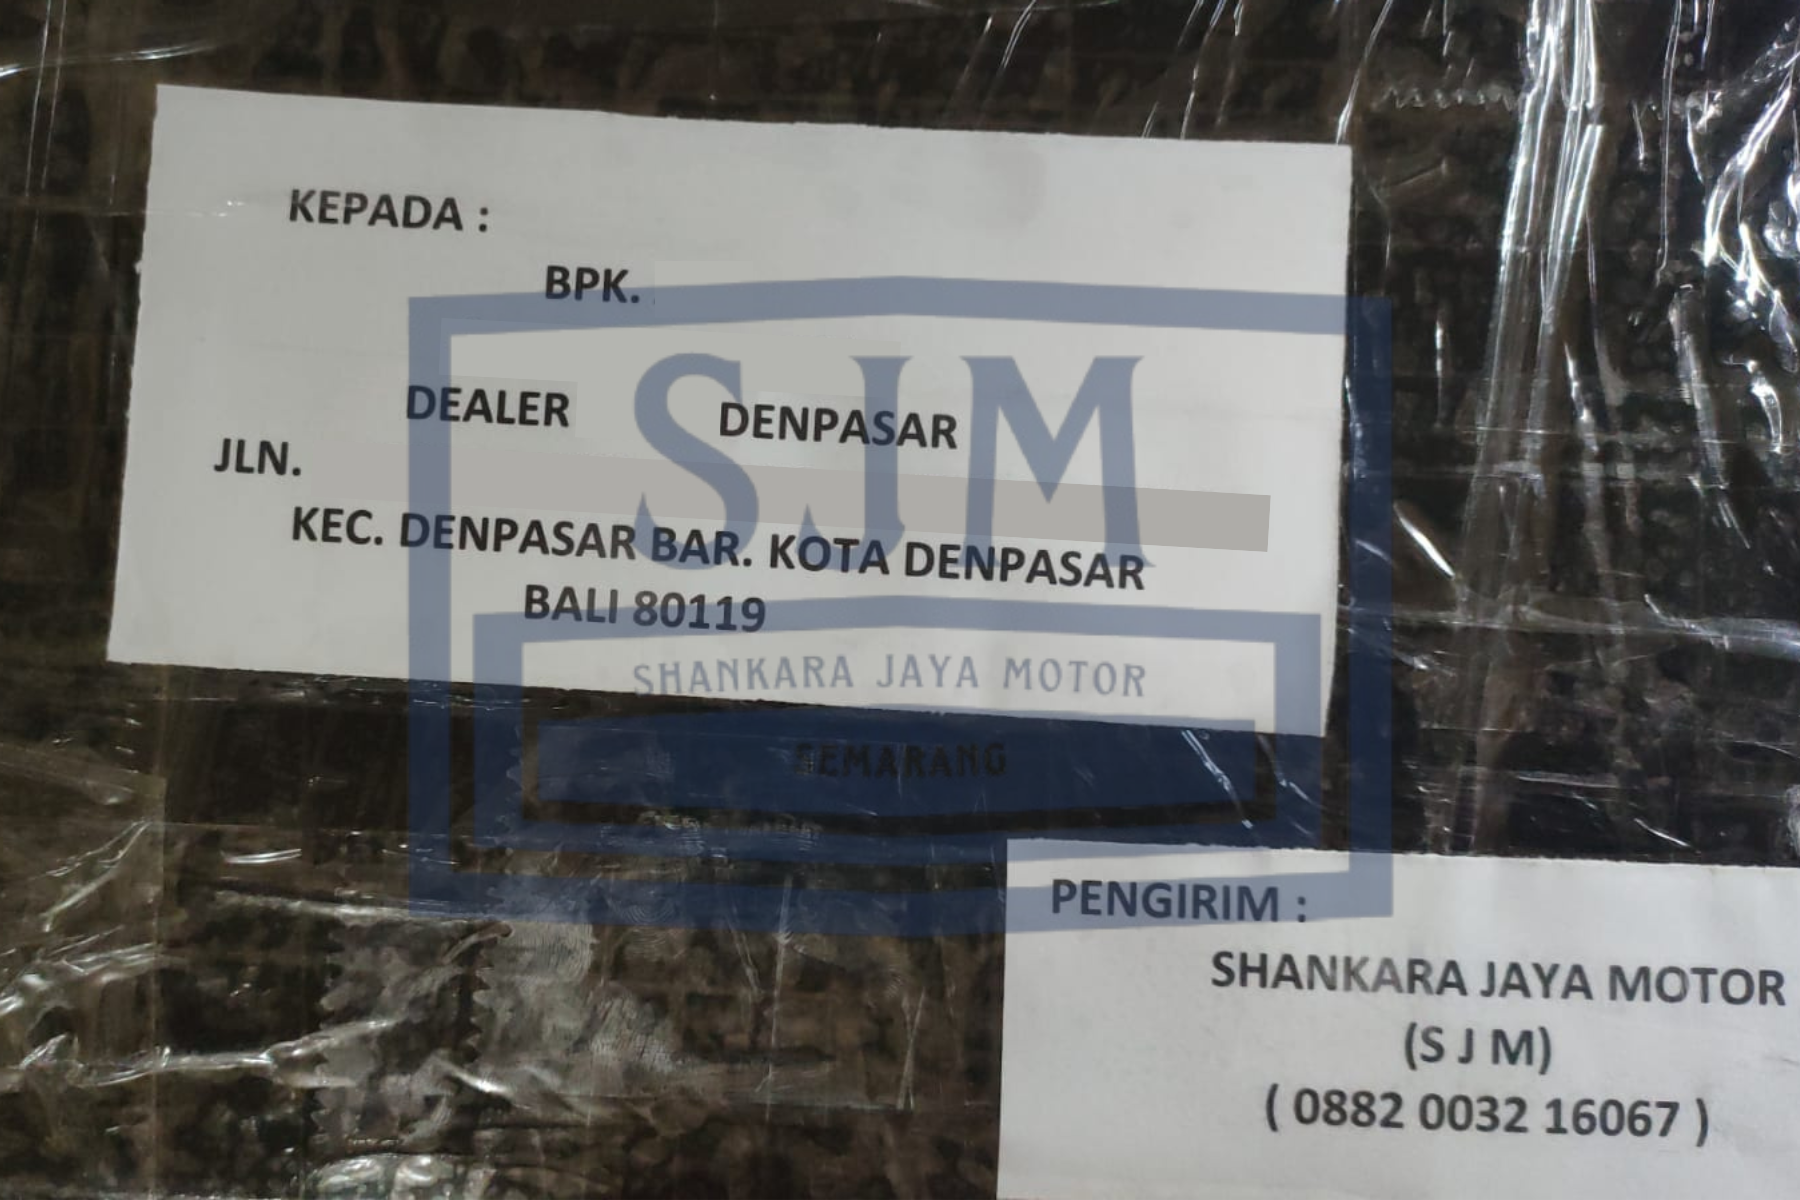 KEPADA :
BPK.
DEALER DENPASAR
JLN.
KEC. DENPASAR BAR. KOTA DENPASAR
BALI 80119
SJM
SHANKARA JAYA MOTOR
SEMARANG
PENGIRIM :
SHANKARA JAYA MOTOR
(S J M)
( 0882 0032 16067 )